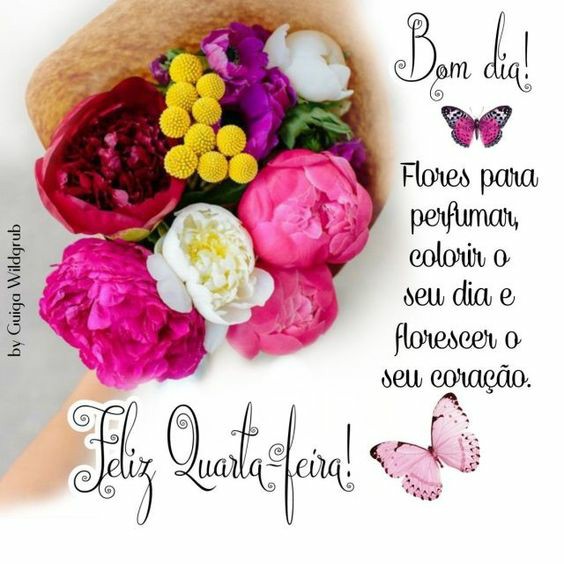 Bom dia!
Flores para
perfumar,
colorir o
seu dia e
florescer o
seu coração.
Feliz Quarta-feira!
by Guiga Wildgrub